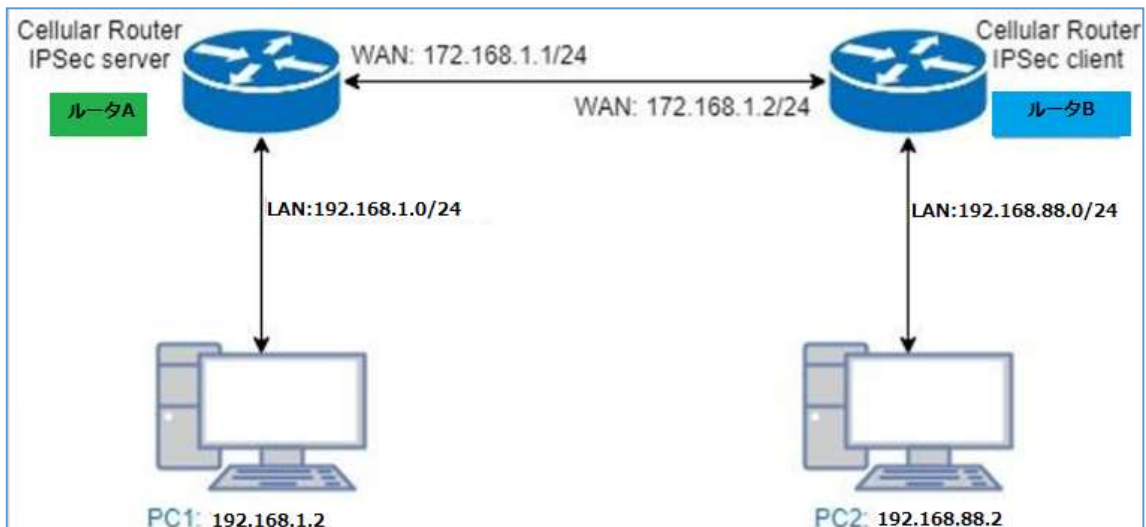 Cellular Router
IPSec server
ルータA
WAN: 172.168.1.1/24
WAN: 172.168.1.2/24
Cellular Router
IPSec client
ルータB
LAN:192.168.1.0/24
LAN:192.168.88.0/24
PC1: 192.168.1.2
PC2: 192.168.88.2